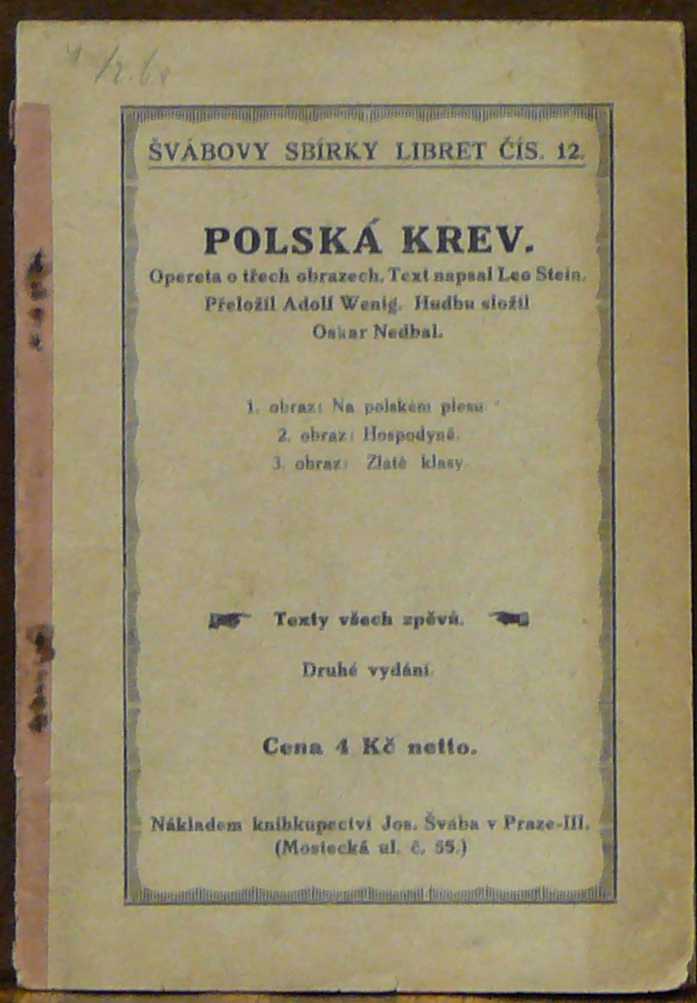 ŠVÁBOVY SBÍRKY LIBRET ČÍS. 12.
POLSKÁ KREV.
Opereta o třech obrazech. Text napsal Leo Stein.
Přeložil Adolf Wenig. Hudbu složil
Oskar Nedbal.
1. obraz: Na polském plesu
2. obraz: Hospodyně.
3. obraz: Zlaté klasy
Texty všech zpěvů.
Druhé vydání
Cena 4 Kč netto.
Nákladem knihkupectví Jos. Švába v Praze-III.
(Mostecká ul. č. 55.)